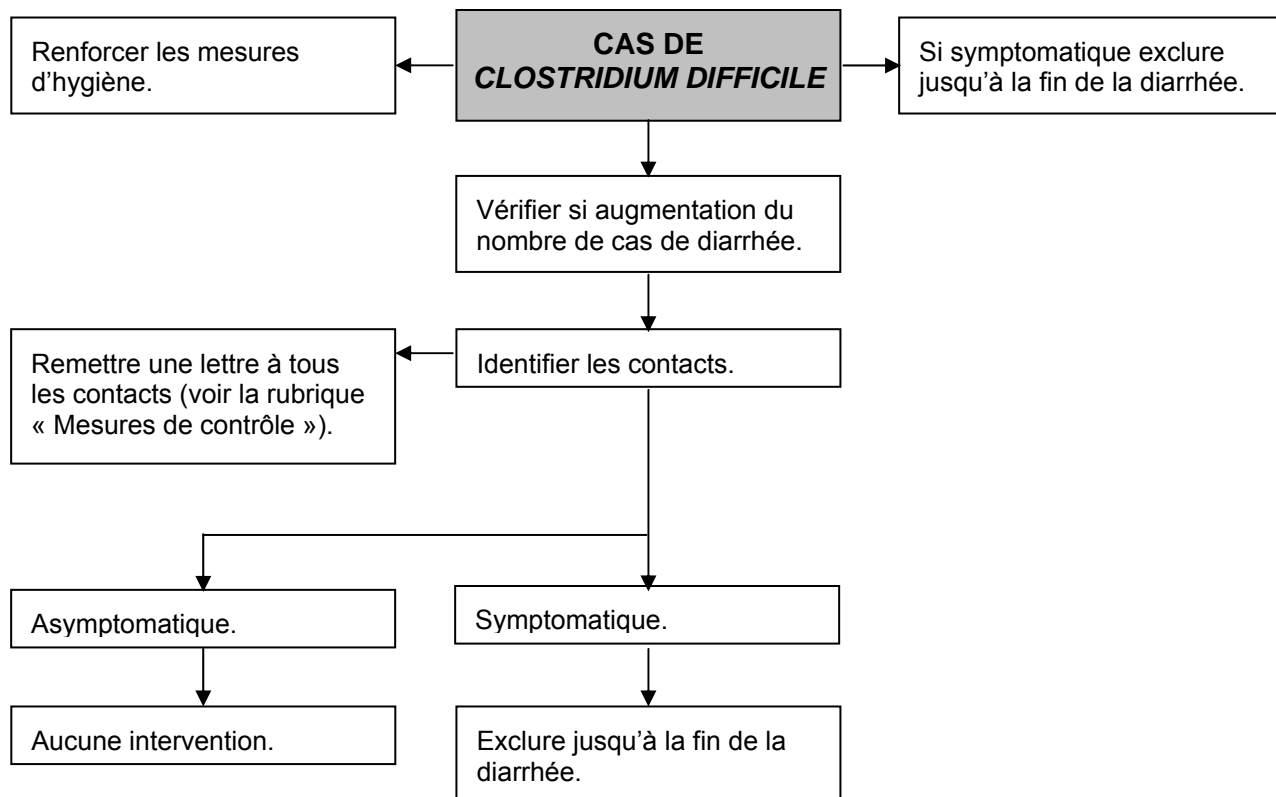 Renforcer les mesures
d’hygiène.
CAS DE
CLOSTRIDIUM DIFFICILE
Si symptomatique exclure
jusqu’à la fin de la diarrhée.
Vérifier si augmentation du
nombre de cas de diarrhée.
Remettre une lettre à tous
les contacts (voir la rubrique
« Mesures de contrôle »).
Identifier les contacts.
Asymptomatique.
Symptomatique.
Aucune intervention.
Exclure jusqu’à la fin de la
diarrhée.